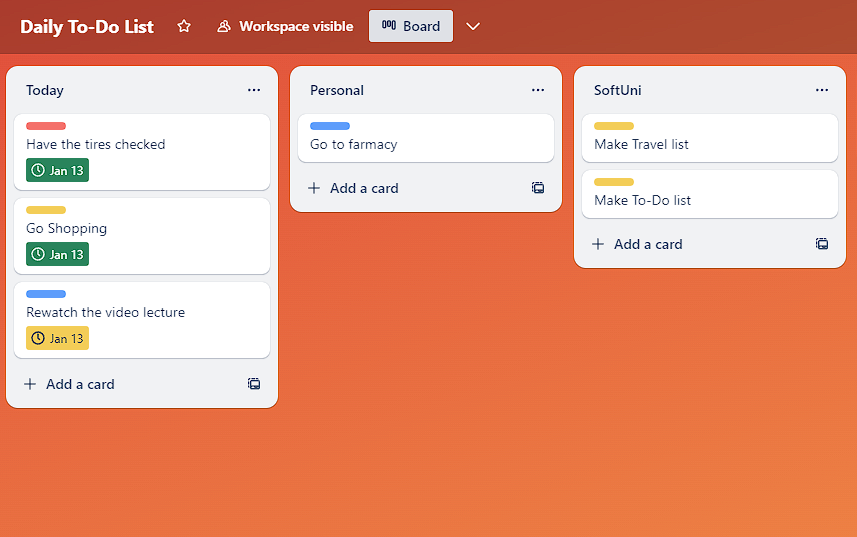 Daily To-Do List
Workspace visible
Board
Today
Have the tires checked
Jan 13
Go Shopping
Jan 13
Rewatch the video lecture
Jan 13
Add a card
Personal
Go to farmacy
Add a card
SoftUni
Make Travel list
Make To-Do list
Add a card